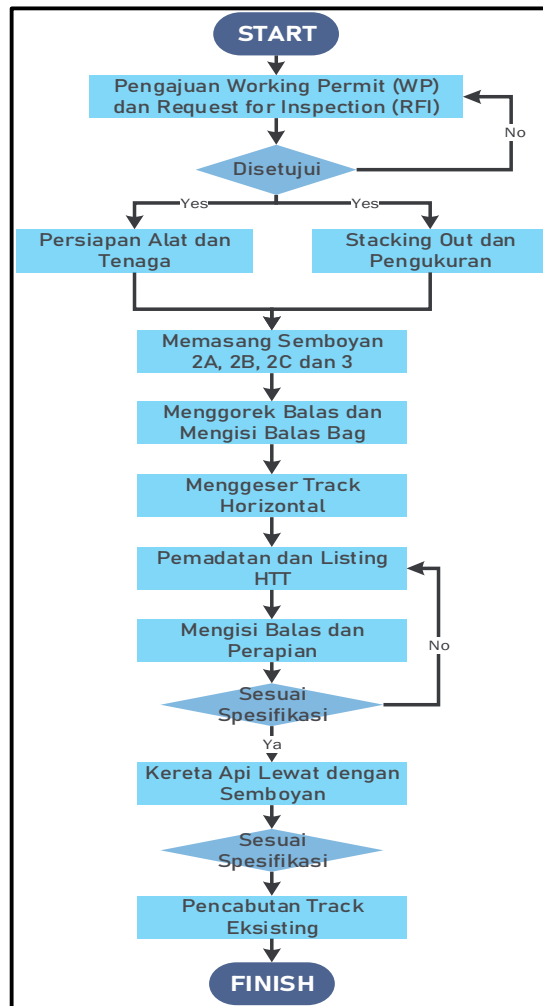 START
Pengajuan Working Permit (WP)
dan Request for Inspection (RFI)
No
Disetujui
Yes
Yes
Persiapan Alat dan
Tenaga
Stacking Out dan
Pengukuran
Memasang Semboyan
2A, 2B, 2C dan 3
Menggorek Balas dan
Mengisi Balas Bag
Menggeser Track
Horizontal
Pemadatan dan Listing
HTT
Mengisi Balas dan
Perapian
No
Sesuai
Spesifikasi
Ya
Kereta Api Lewat dengan
Semboyan
Sesuai
Spesifikasi
Pencabutan Track
Eksisting
FINISH